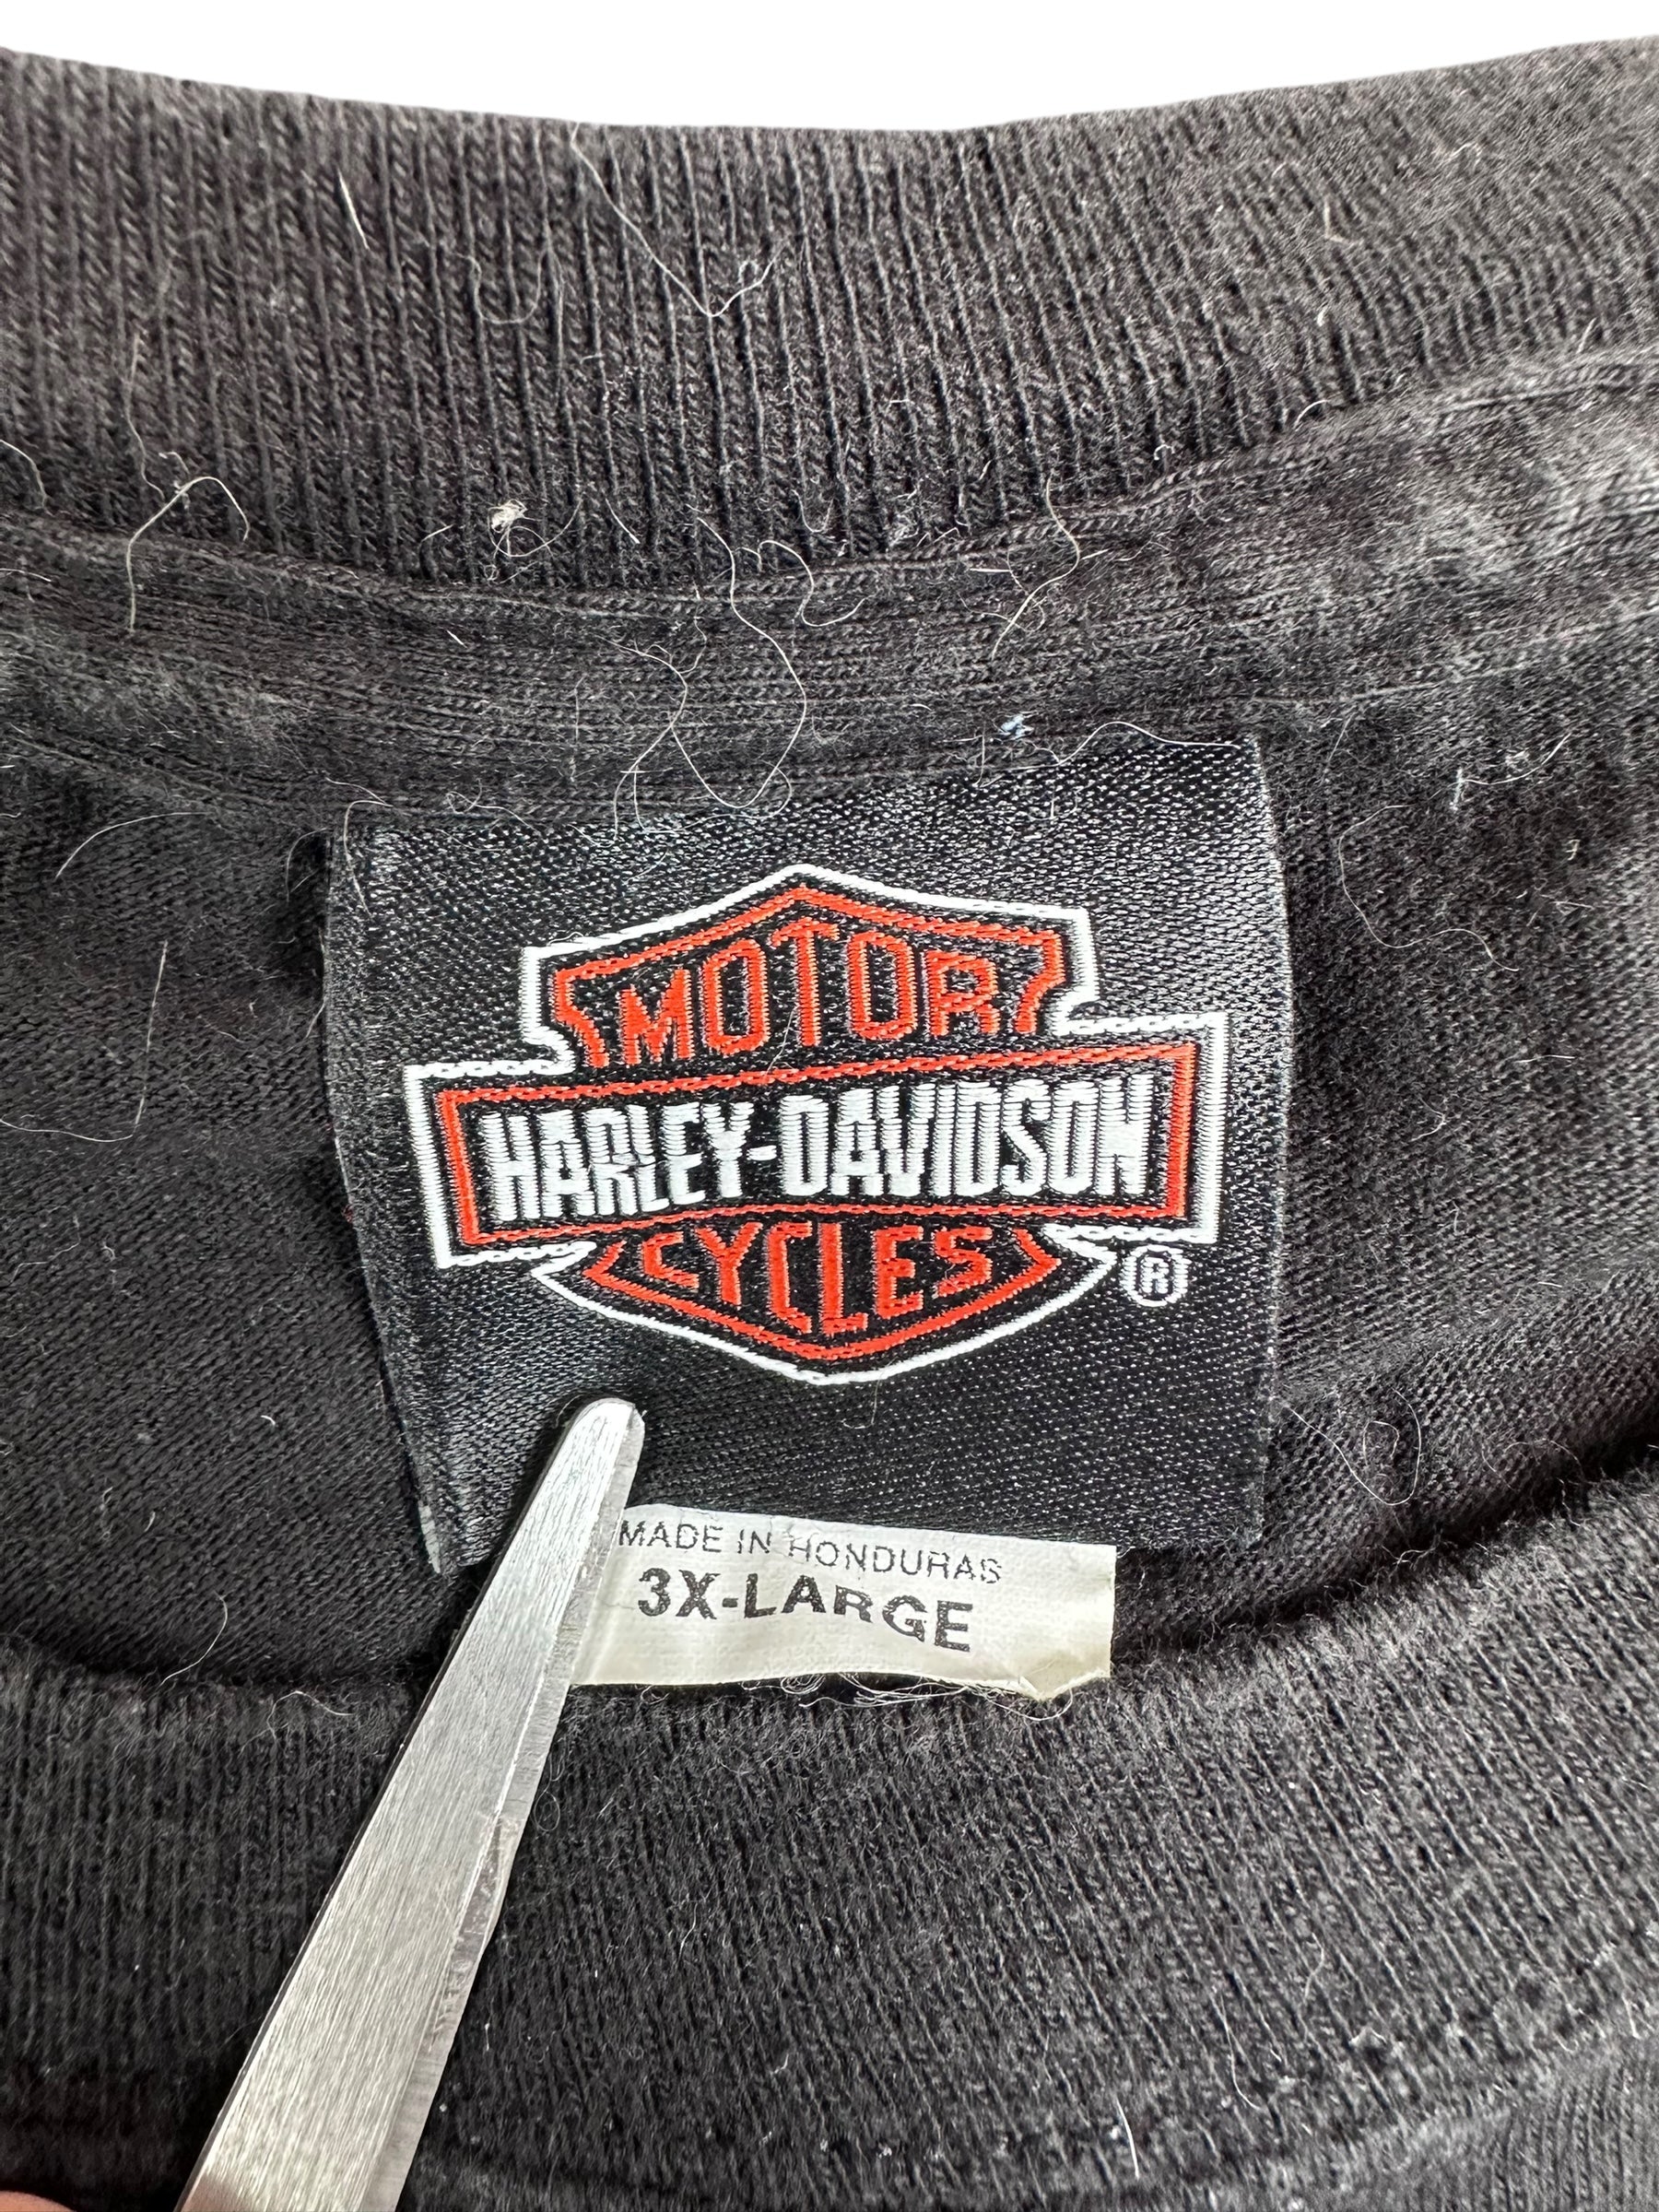 MOTOR
HARLEY-DAVIDSON
CYCLES
®
MADE IN HONDURAS
3X-LARGE